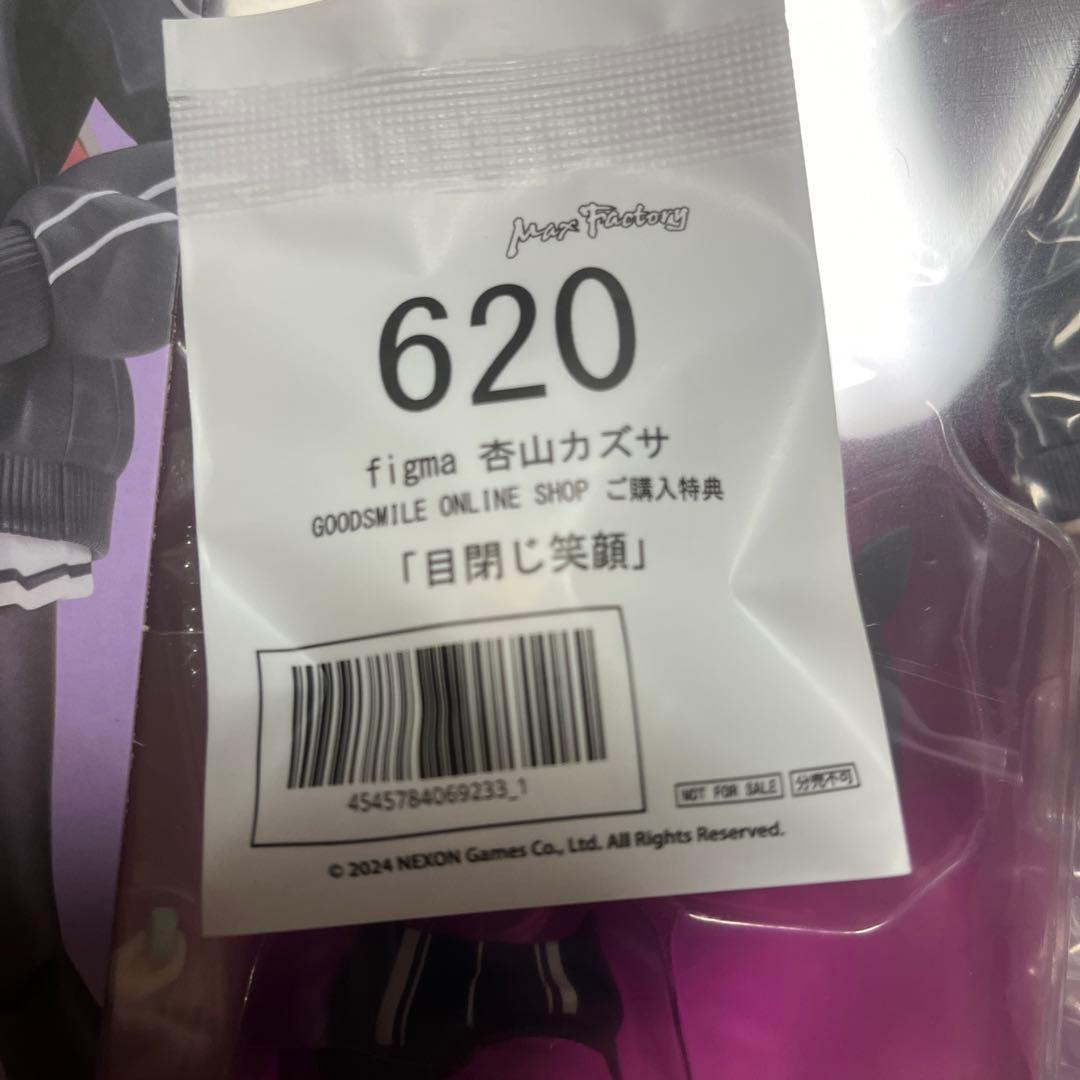 Max Factory
620
figma 杏山カズサ
GOODSMILE ONLINE SHOP ご購入特典
「目閉じ笑顔」
4545784069233_1
NOT FOR SALE 分売不可
© 2024 NEXON Games Co., Ltd. All Rights Reserved.